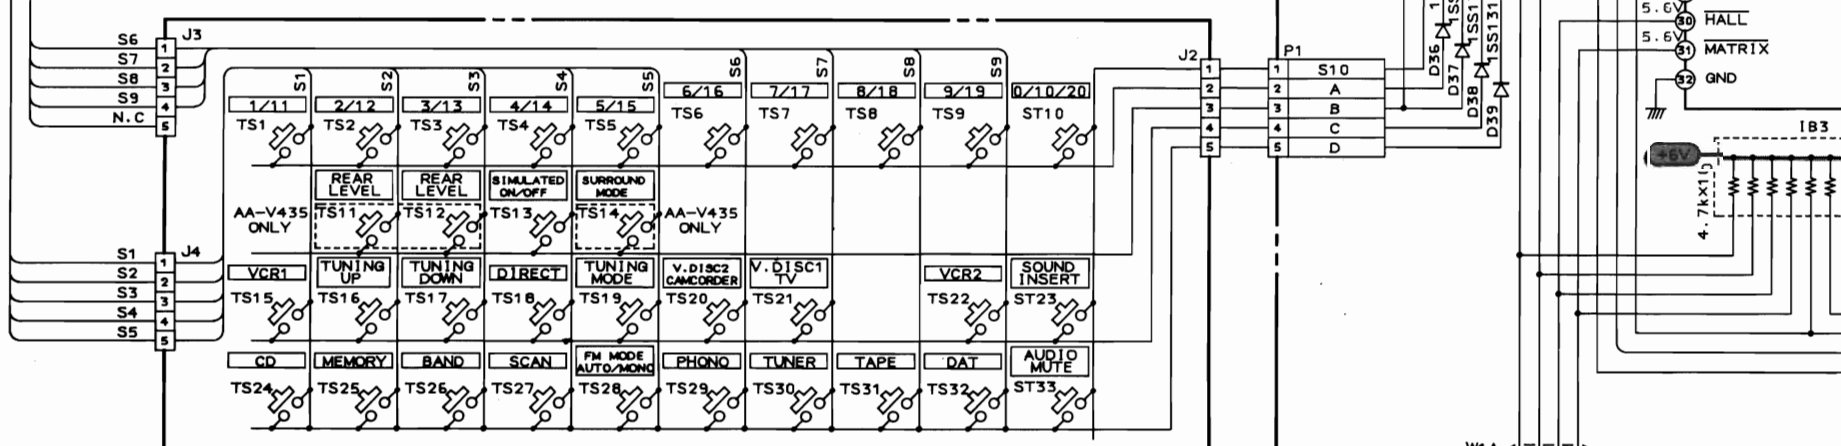 S6 1 J3
S7 2
S8 3
S9 4
N.C 5
S1 S2 S3 S4 S5 S6 S7 S8 S9
1/11 2/12 3/13 4/14 5/15 6/16 7/17 8/18 9/19 0/10/20
TS1 TS2 TS3 TS4 TS5 TS6 TS7 TS8 TS9 ST10
REAR LEVEL
REAR LEVEL
SIMULATED ON/OFF
SURROUND MODE
AA-V435 ONLY
TS11 TS12 TS13 TS14
AA-V435 ONLY
S1 1 J4
S2 2
S3 3
S4 4
S5 5
VCR1
TUNING UP
TUNING DOWN
DIRECT
TUNING MODE
V.DISC2 CAMCORDER
V.DISC1 TV
VCR2
SOUND INSERT
TS15 TS16 TS17 TS18 TS19 TS20 TS21 TS22 ST23
CD
MEMORY
BAND
SCAN
FM MODE AUTO/MONO
PHONO
TUNER
TAPE
DAT
AUDIO MUTE
TS24 TS25 TS26 TS27 TS28 TS29 TS30 TS31 TS32 ST33
J2 P1
1 1 S10
2 2 A
3 3 B
4 4 C
5 5 D
D36
D37
D38
D39
1SS131
5.6V 30 HALL
5.6V 31 MATRIX
32 GND
IB3
+6V